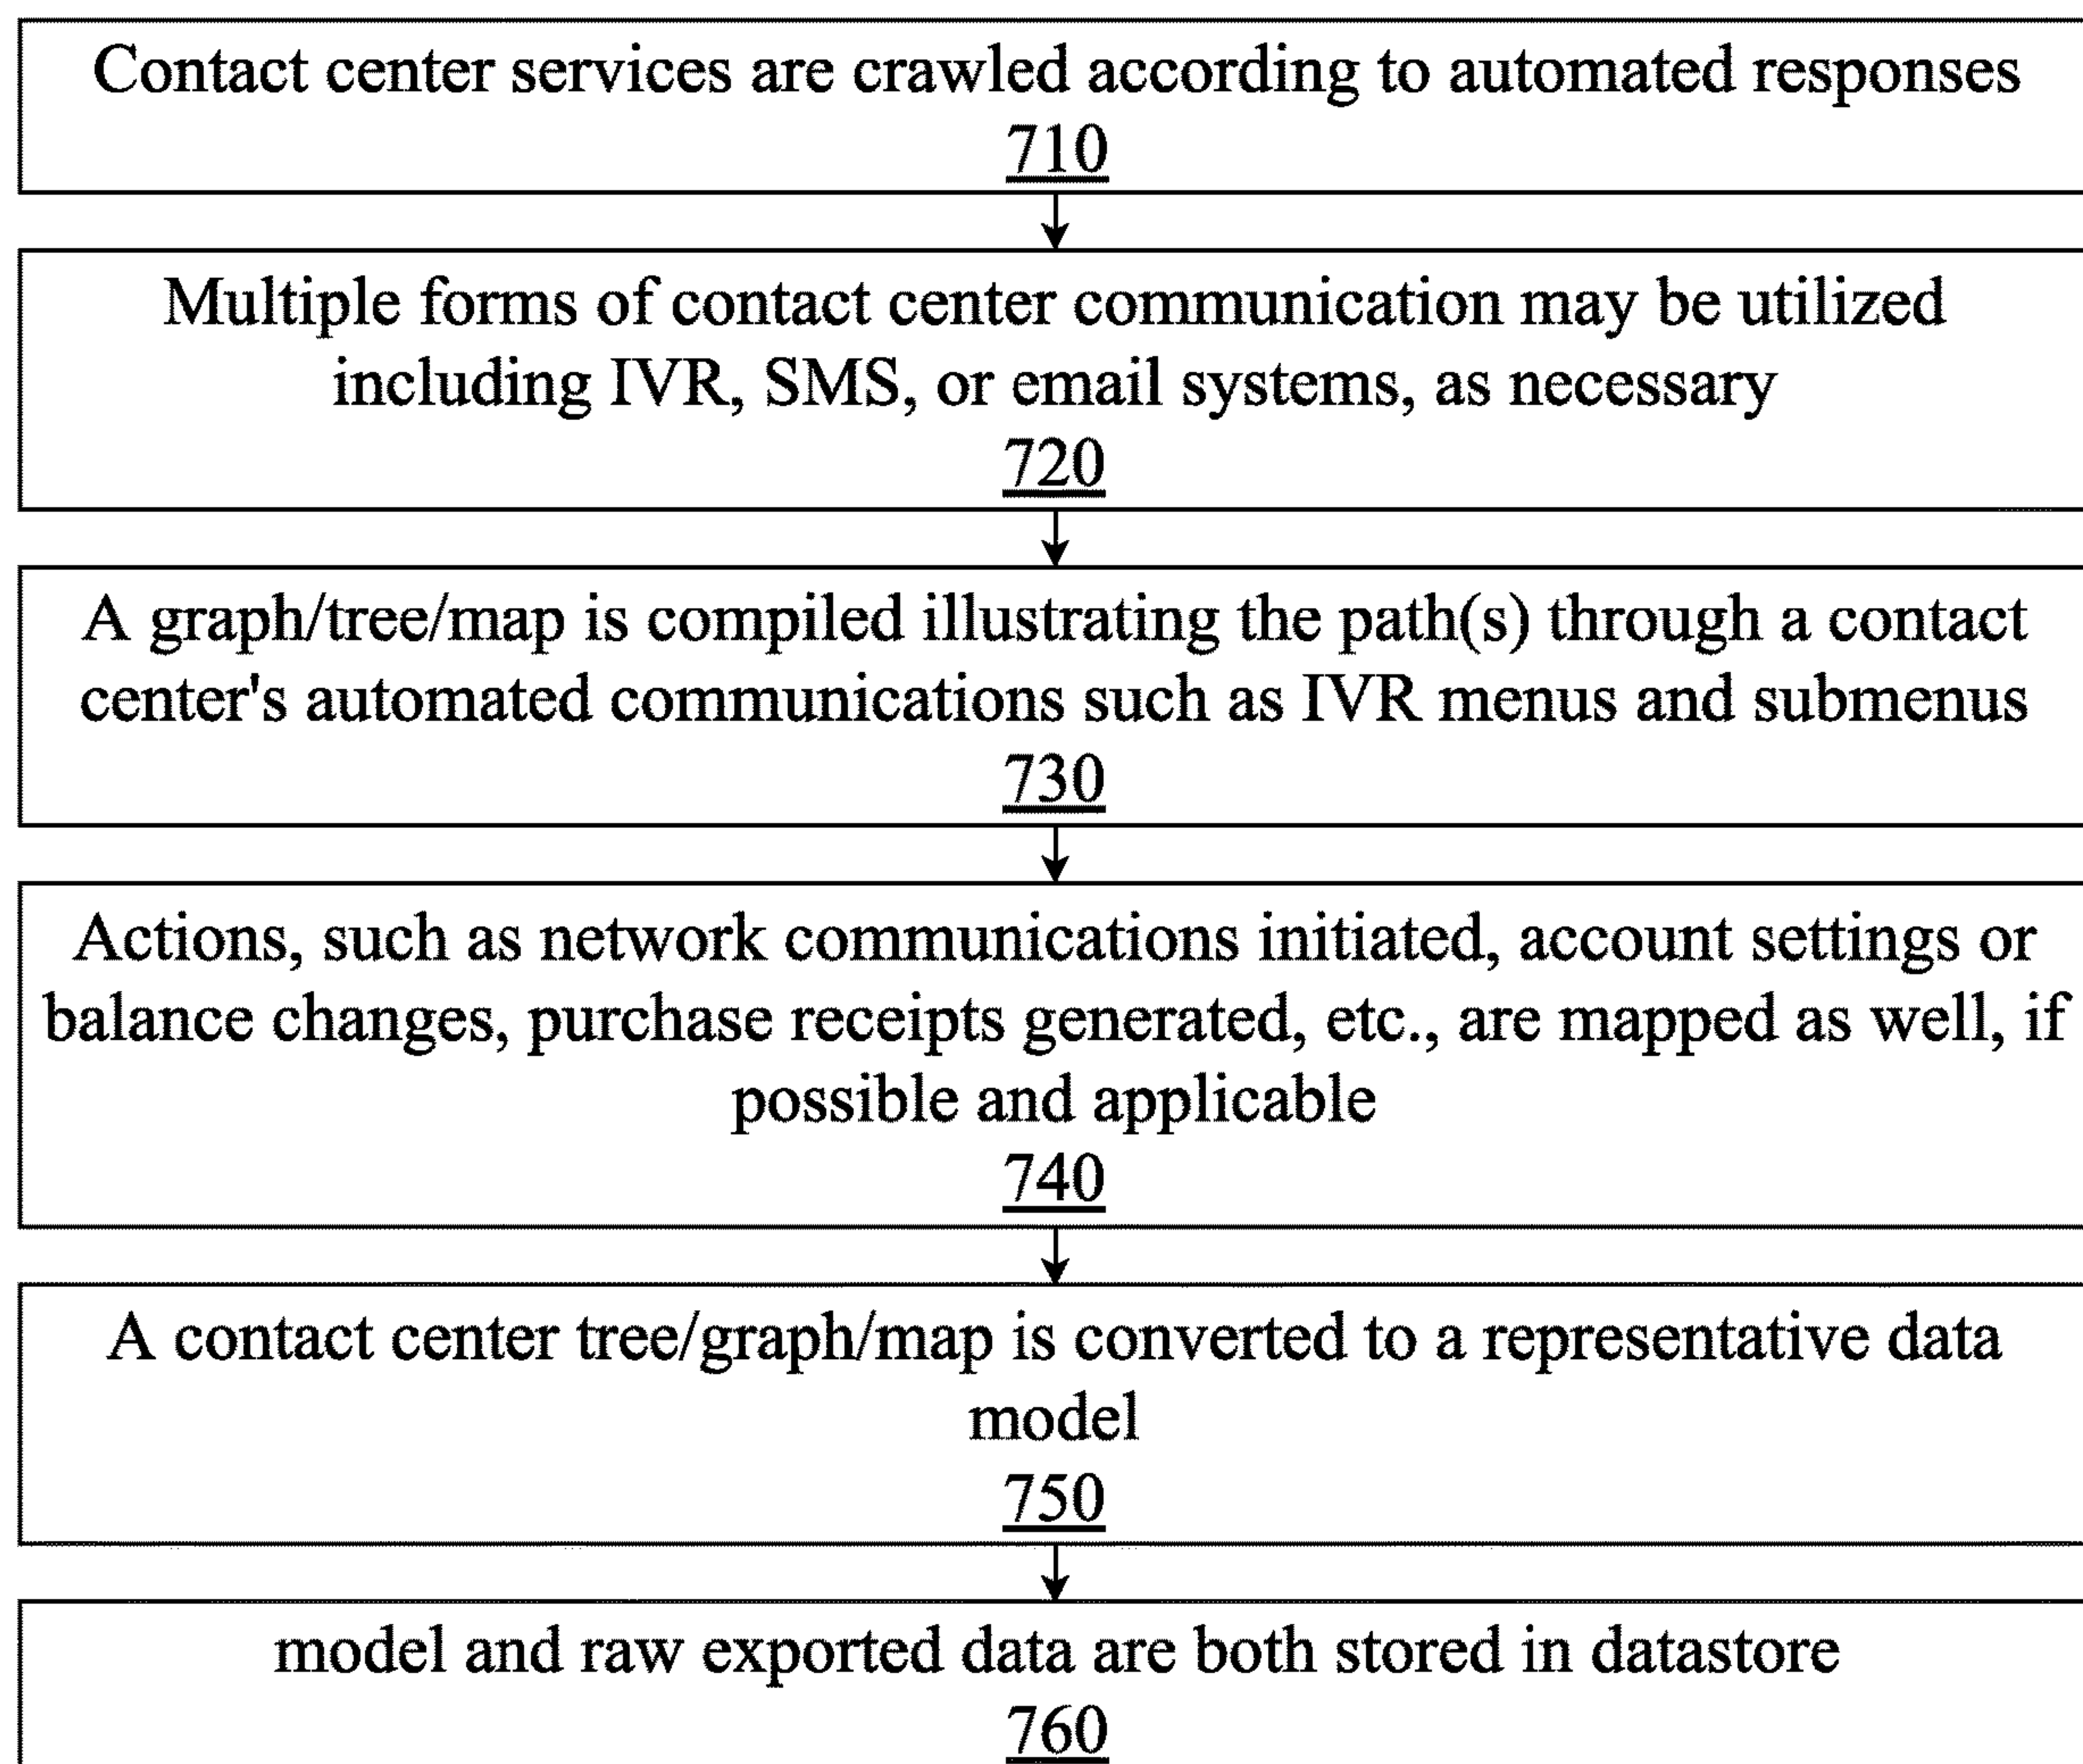 Contact center services are crawled according to automated responses
710
Multiple forms of contact center communication may be utilized
including IVR, SMS, or email systems, as necessary
720
A graph/tree/map is compiled illustrating the path(s) through a contact
center's automated communications such as IVR menus and submenus
730
Actions, such as network communications initiated, account settings or
balance changes, purchase receipts generated, etc., are mapped as well, if
possible and applicable
740
A contact center tree/graph/map is converted to a representative data
model
750
model and raw exported data are both stored in datastore
760